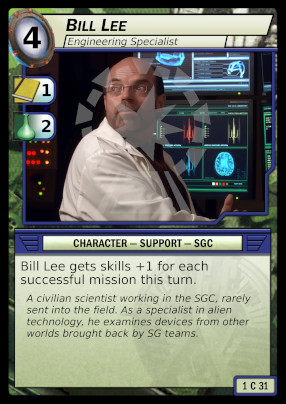 4
Bill Lee
Engineering Specialist
1
2
CHARACTER — SUPPORT — SGC
Bill Lee gets skills +1 for each
successful mission this turn.
A civilian scientist working in the SGC, rarely
sent into the field. As a specialist in alien
technology, he examines devices from other
worlds brought back by SG teams.
1 C 31